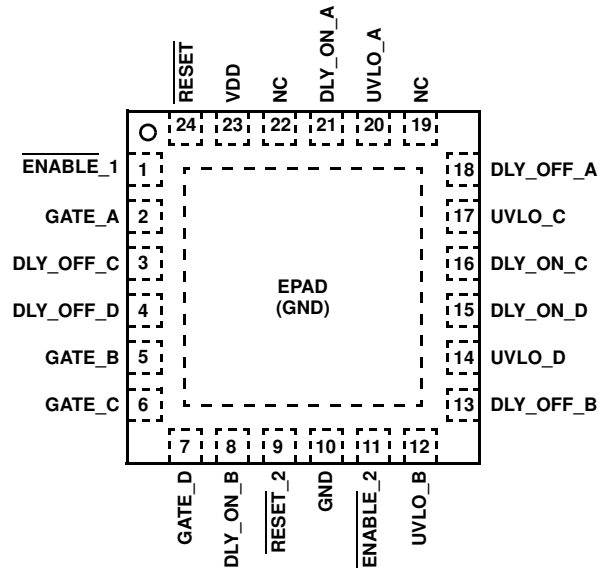 RESET
VDD
NC
DLY_ON_A
UVLO_A
NC
24 23 22 21 20 19
ENABLE_1 1
GATE_A 2
DLY_OFF_C 3
DLY_OFF_D 4
GATE_B 5
GATE_C 6
EPAD
(GND)
18 DLY_OFF_A
17 UVLO_C
16 DLY_ON_C
15 DLY_ON_D
14 UVLO_D
13 DLY_OFF_B
7 8 9 10 11 12
GATE_D
DLY_ON_B
RESET_2
GND
ENABLE_2
UVLO_B